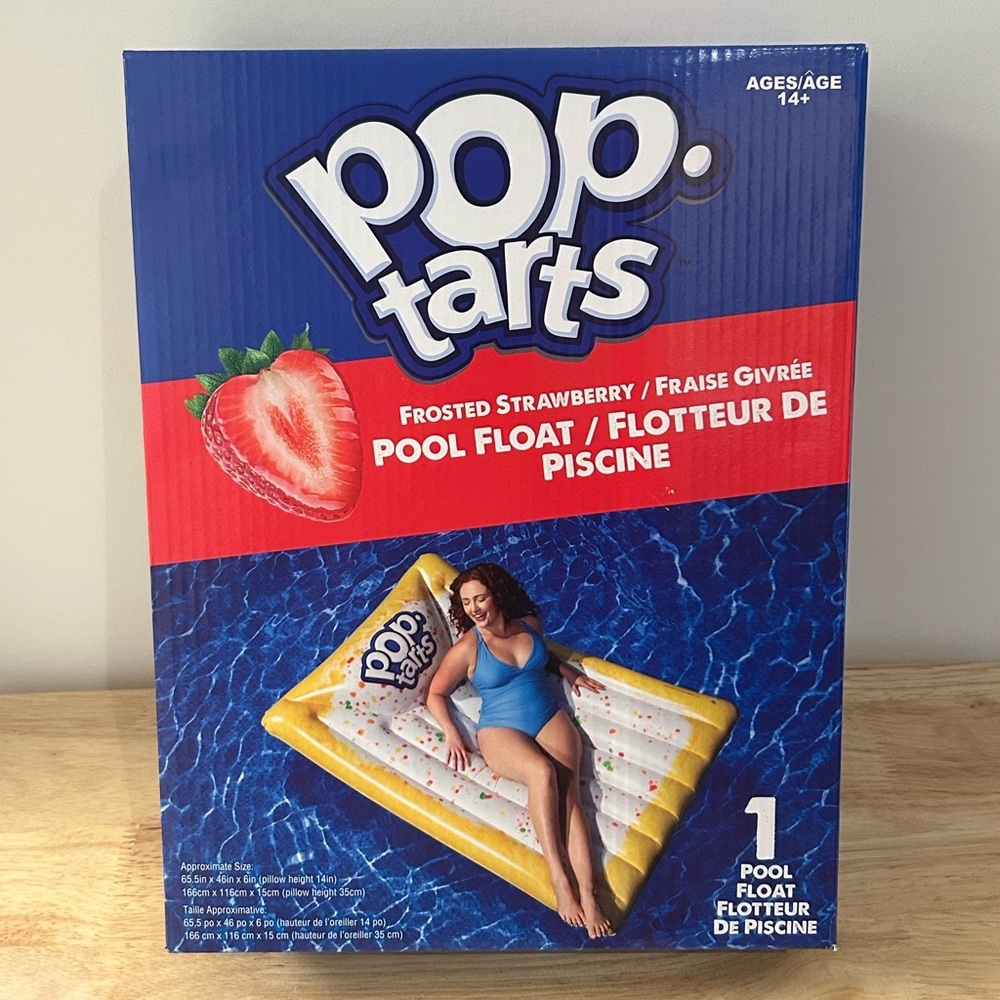 AGES/ÂGE
14+
pop.
tarts
™
FROSTED STRAWBERRY / FRAISE GIVRÉE
POOL FLOAT / FLOTTEUR DE
PISCINE
pop.
tarts
1
POOL
FLOAT
FLOTTEUR
DE PISCINE
Approximate Size:
65.5in x 46in x 6in (pillow height 14in)
166cm x 116cm x 15cm (pillow height 35cm)
Taille Approximative:
65,5 po x 46 po x 6 po (hauteur de l'oreiller 14 po)
166 cm x 116 cm x 15 cm (hauteur de l'oreiller 35 cm)